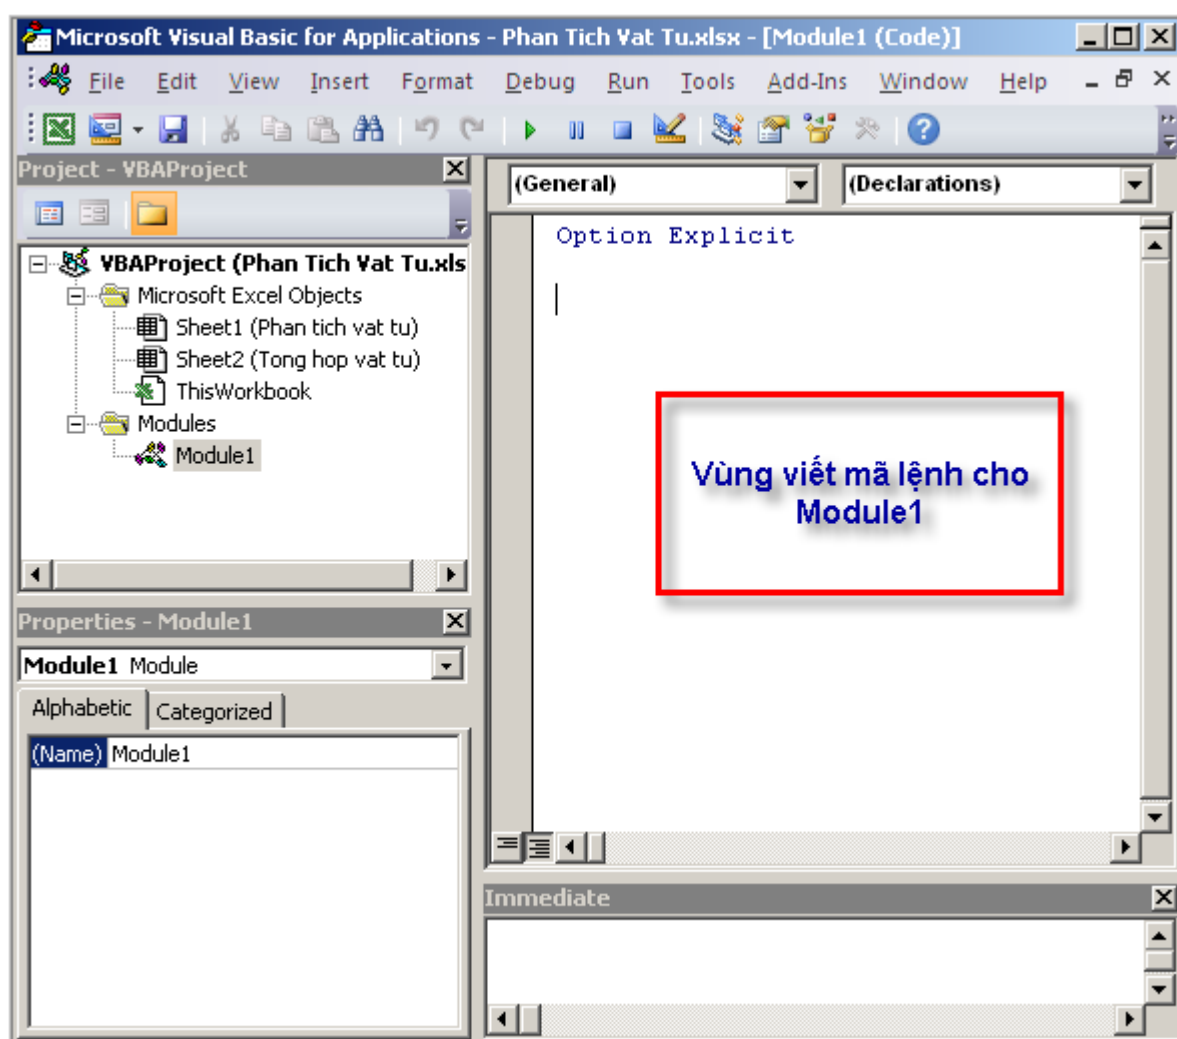 Microsoft Visual Basic for Applications - Phan Tich Vat Tu.xlsx - [Module1 (Code)]
File Edit View Insert Format Debug Run Tools Add-Ins Window Help
Project - VBAProject
VBAProject (Phan Tich Vat Tu.xls
Microsoft Excel Objects
Sheet1 (Phan tich vat tu)
Sheet2 (Tong hop vat tu)
ThisWorkbook
Modules
Module1
Properties - Module1
Module1 Module
Alphabetic Categorized
(Name) Module1
(General) (Declarations)
Option Explicit
Vùng viết mã lệnh cho
Module1
Immediate